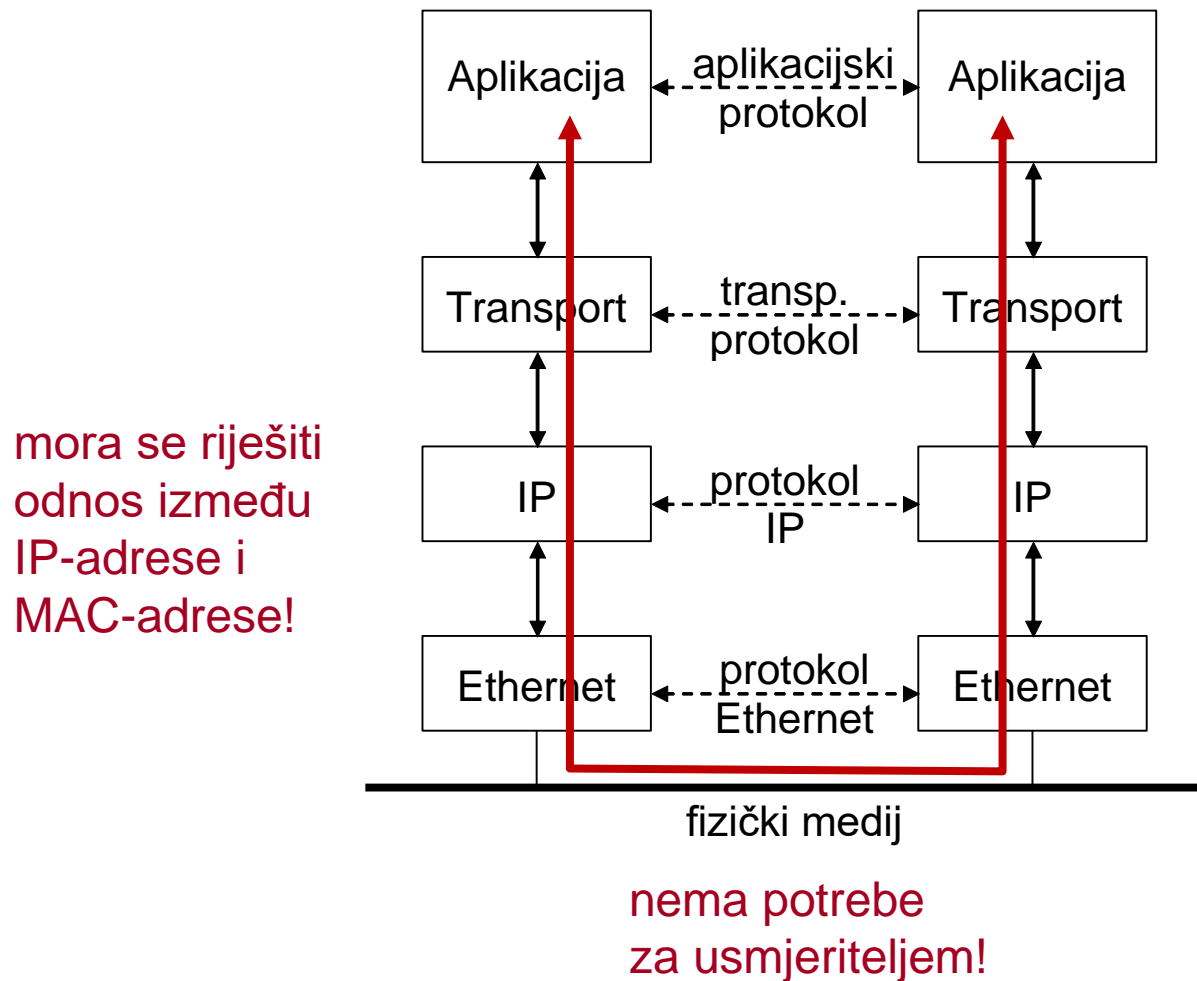 Aplikacija
aplikacijski
protokol
Aplikacija
Transport
transp.
protokol
Transport
mora se riješiti
odnos između
IP-adrese i
MAC-adrese!
IP
protokol
IP
IP
Ethernet
protokol
Ethernet
Ethernet
fizički medij
nema potrebe
za usmjeriteljem!